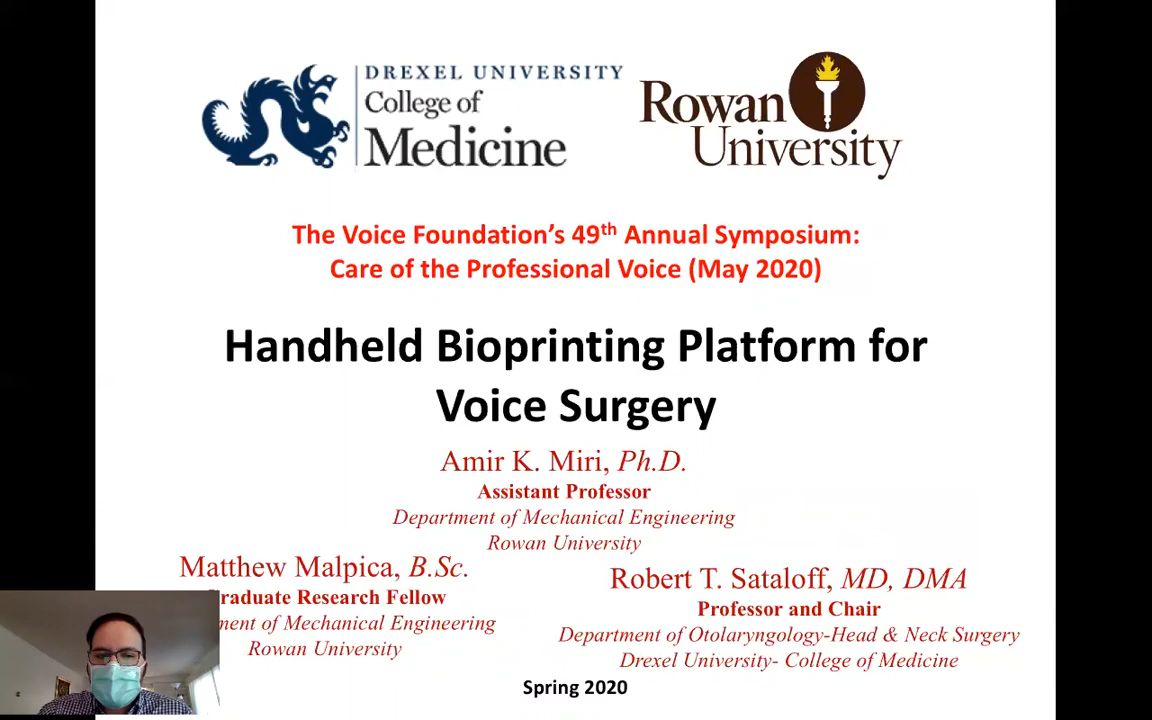 DREXEL UNIVERSITY
College of
Medicine
Rowan
University
The Voice Foundation’s 49th Annual Symposium:
Care of the Professional Voice (May 2020)
Handheld Bioprinting Platform for
Voice Surgery
Amir K. Miri, Ph.D.
Assistant Professor
Department of Mechanical Engineering
Rowan University
Matthew Malpica, B.Sc.
Research Fellow
of Mechanical Engineering
Rowan University
Robert T. Sataloff, MD, DMA
Professor and Chair
Department of Otolaryngology-Head & Neck Surgery
Drexel University- College of Medicine
Spring 2020